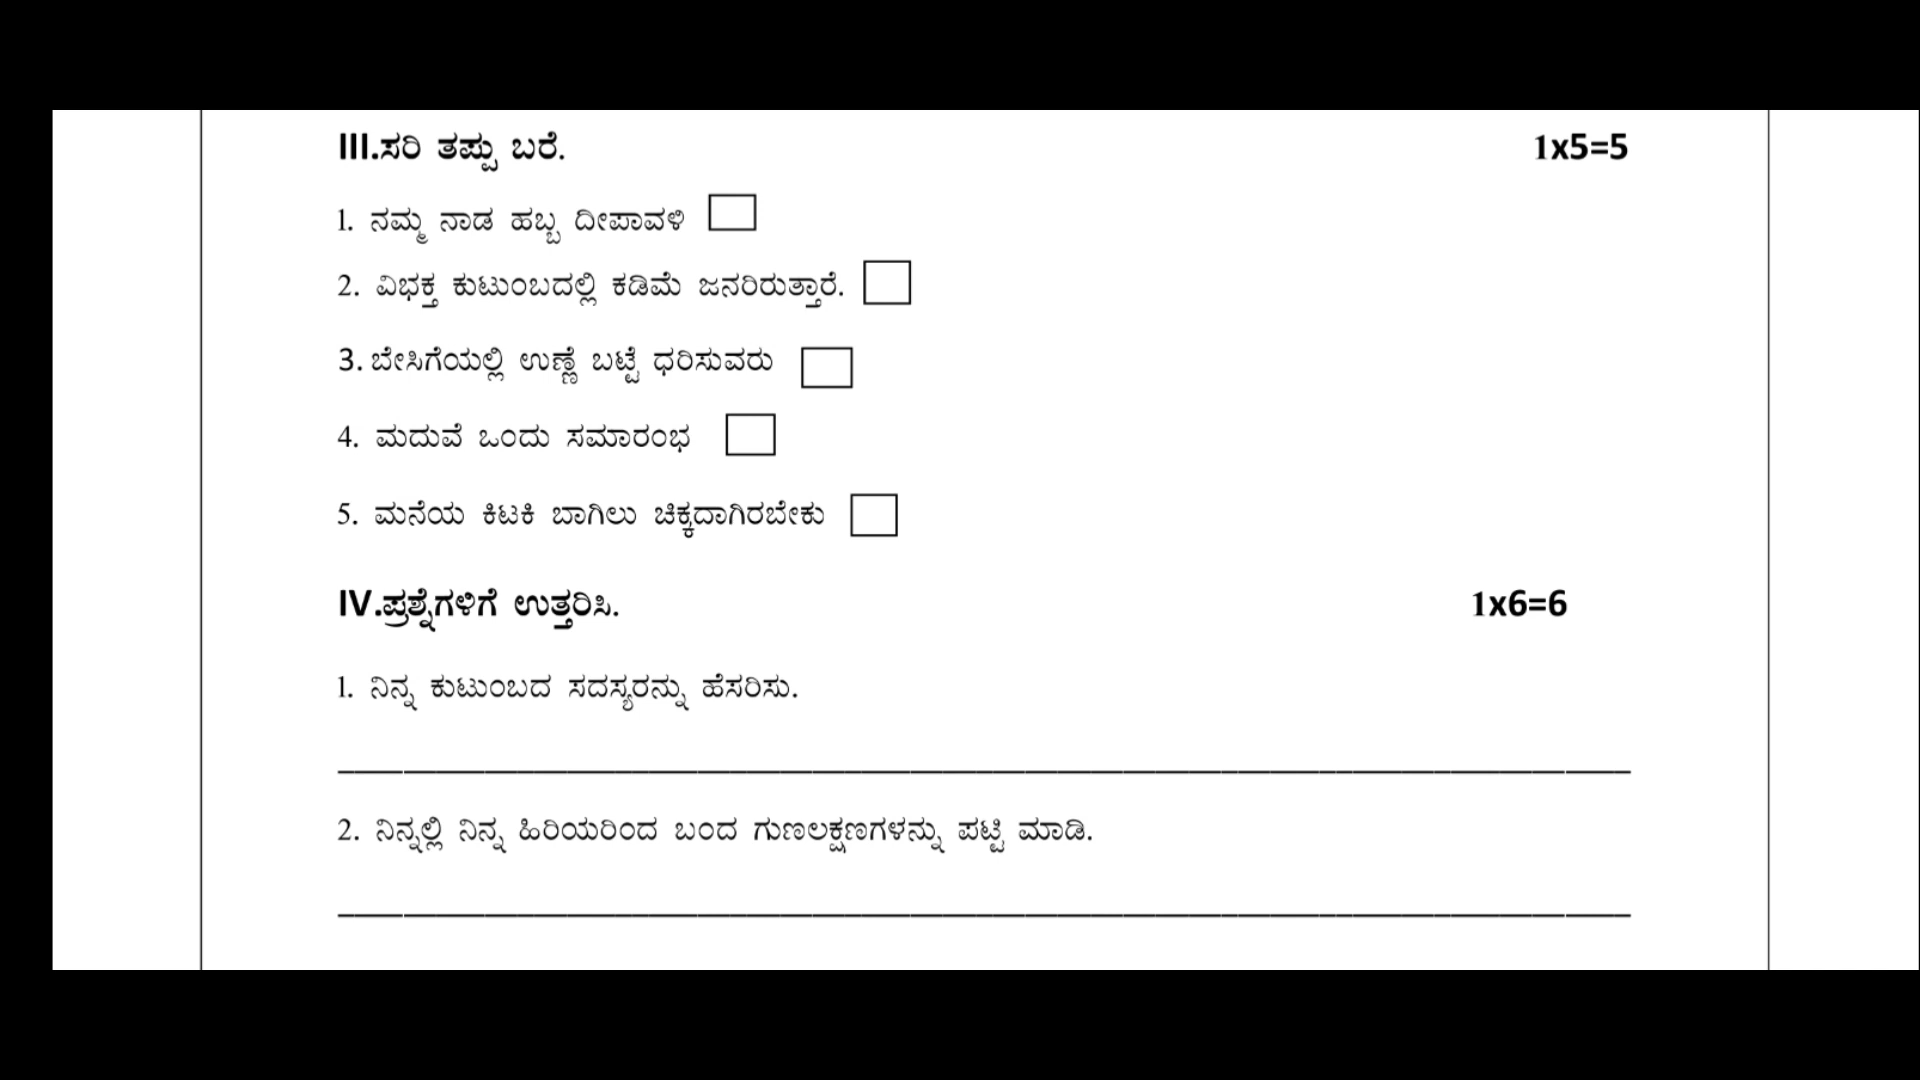 III.ಸರಿ ತಪ್ಪು ಬರೆ. 1x5=5
1. ನಮ್ಮ ನಾಡ ಹಬ್ಬ ದೀಪಾವಳಿ
2. ವಿಭಕ್ತ ಕುಟುಂಬದಲ್ಲಿ ಕಡಿಮೆ ಜನರಿರುತ್ತಾರೆ.
3. ಬೇಸಿಗೆಯಲ್ಲಿ ಉಣ್ಣೆ ಬಟ್ಟೆ ಧರಿಸುವರು
4. ಮದುವೆ ಒಂದು ಸಮಾರಂಭ
5. ಮನೆಯ ಕಿಟಕಿ ಬಾಗಿಲು ಚಿಕ್ಕದಾಗಿರಬೇಕು
IV.ಪ್ರಶ್ನೆಗಳಿಗೆ ಉತ್ತರಿಸಿ. 1x6=6
1. ನಿನ್ನ ಕುಟುಂಬದ ಸದಸ್ಯರನ್ನು ಹೆಸರಿಸು.
2. ನಿನ್ನಲ್ಲಿ ನಿನ್ನ ಹಿರಿಯರಿಂದ ಬಂದ ಗುಣಲಕ್ಷಣಗಳನ್ನು ಪಟ್ಟಿ ಮಾಡಿ.